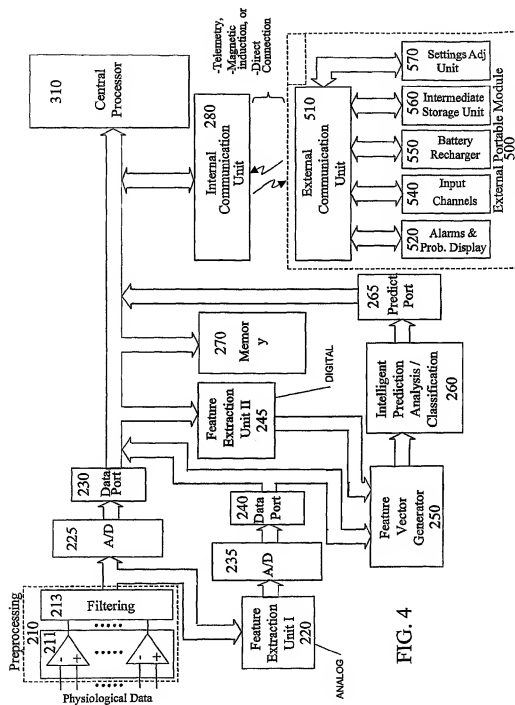 Preprocessing
210
211
213
Filtering
Physiological Data
225
A/D
230
Data
Port
310
Central
Processor
Feature
Extraction
Unit I
220
ANALOG
235
A/D
240
Data
Port
Feature
Extraction
Unit II
245
DIGITAL
270
Memor
y
280
Internal
Communication
Unit
-Telemetry,
-Magnetic
induction, or
-Direct
Connection
Feature
Vector
Generator
250
Intelligent
Prediction
Analysis /
Classification
260
265
Predict
Port
510
External
Communication
Unit
520
Alarms &
Prob. Display
540
Input
Channels
550
Battery
Recharger
560
Intermediate
Storage Unit
570
Settings Adj
Unit
External Portable Module
500
FIG. 4